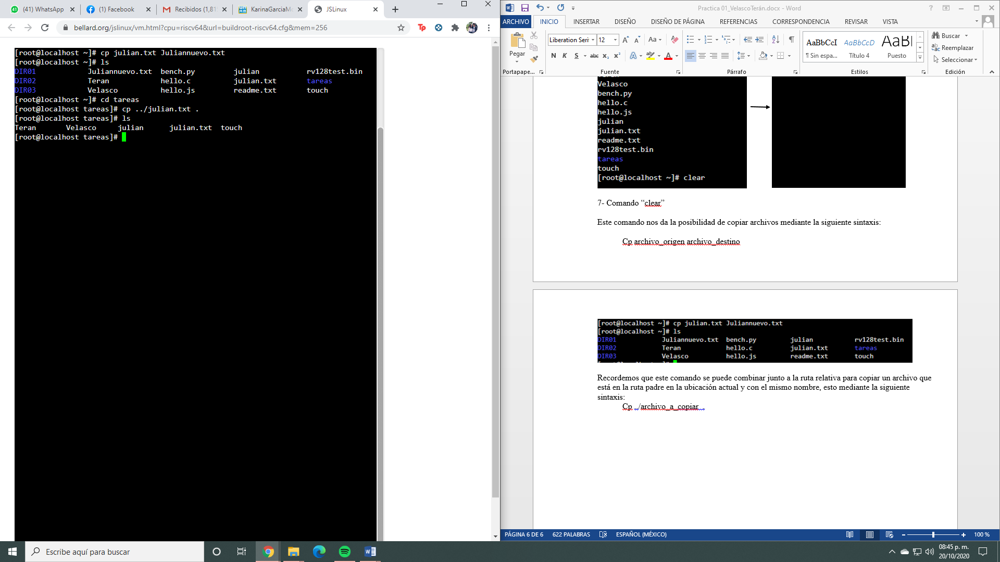 (41) WhatsApp
(1) Facebook
Recibidos (1,81
KarinaGarciaMo
JSLinux
bellard.org/jslinux/vm.html?cpu=riscv64&url=buildroot-riscv64.cfg&mem=256
[root@localhost ~]# cp julian.txt Juliannuevo.txt
[root@localhost ~]# ls
DIR01 Juliannuevo.txt bench.py julian rv128test.bin
DIR02 Teran hello.c julian.txt tareas
DIR03 Velasco hello.js readme.txt touch
[root@localhost ~]# cd tareas
[root@localhost tareas]# cp ../julian.txt .
[root@localhost tareas]# ls
Teran Velasco julian julian.txt touch
[root@localhost tareas]#
Practica 01_VelascoTerán.docx - Word
ARCHIVO INICIO INSERTAR DISEÑO DISEÑO DE PÁGINA REFERENCIAS CORRESPONDENCIA REVISAR VISTA
Pegar
Liberation Seri 12
N K S abc x₂ x²
AaBbCcI AaBbCcD AaBl
¶ Sin espa... Título 4 Puesto
Buscar
Reemplazar
Seleccionar
Portapape... Fuente Párrafo Estilos Edición
Velasco
bench.py
hello.c
hello.js
julian
julian.txt
readme.txt
rv128test.bin
tareas
touch
[root@localhost ~]# clear
7- Comando “clear”
Este comando nos da la posibilidad de copiar archivos mediante la siguiente sintaxis:
Cp archivo_origen archivo_destino
[root@localhost ~]# cp julian.txt Juliannuevo.txt
[root@localhost ~]# ls
DIR01 Juliannuevo.txt bench.py julian rv128test.bin
DIR02 Teran hello.c julian.txt tareas
DIR03 Velasco hello.js readme.txt touch
Recordemos que este comando se puede combinar junto a la ruta relativa para copiar un archivo que
está en la ruta padre en la ubicación actual y con el mismo nombre, esto mediante la siguiente
sintaxis:
Cp ../archivo_a_copiar .
PÁGINA 6 DE 6 622 PALABRAS ESPAÑOL (MÉXICO) 100 %
Escribe aquí para buscar
08:45 p. m.
20/10/2020